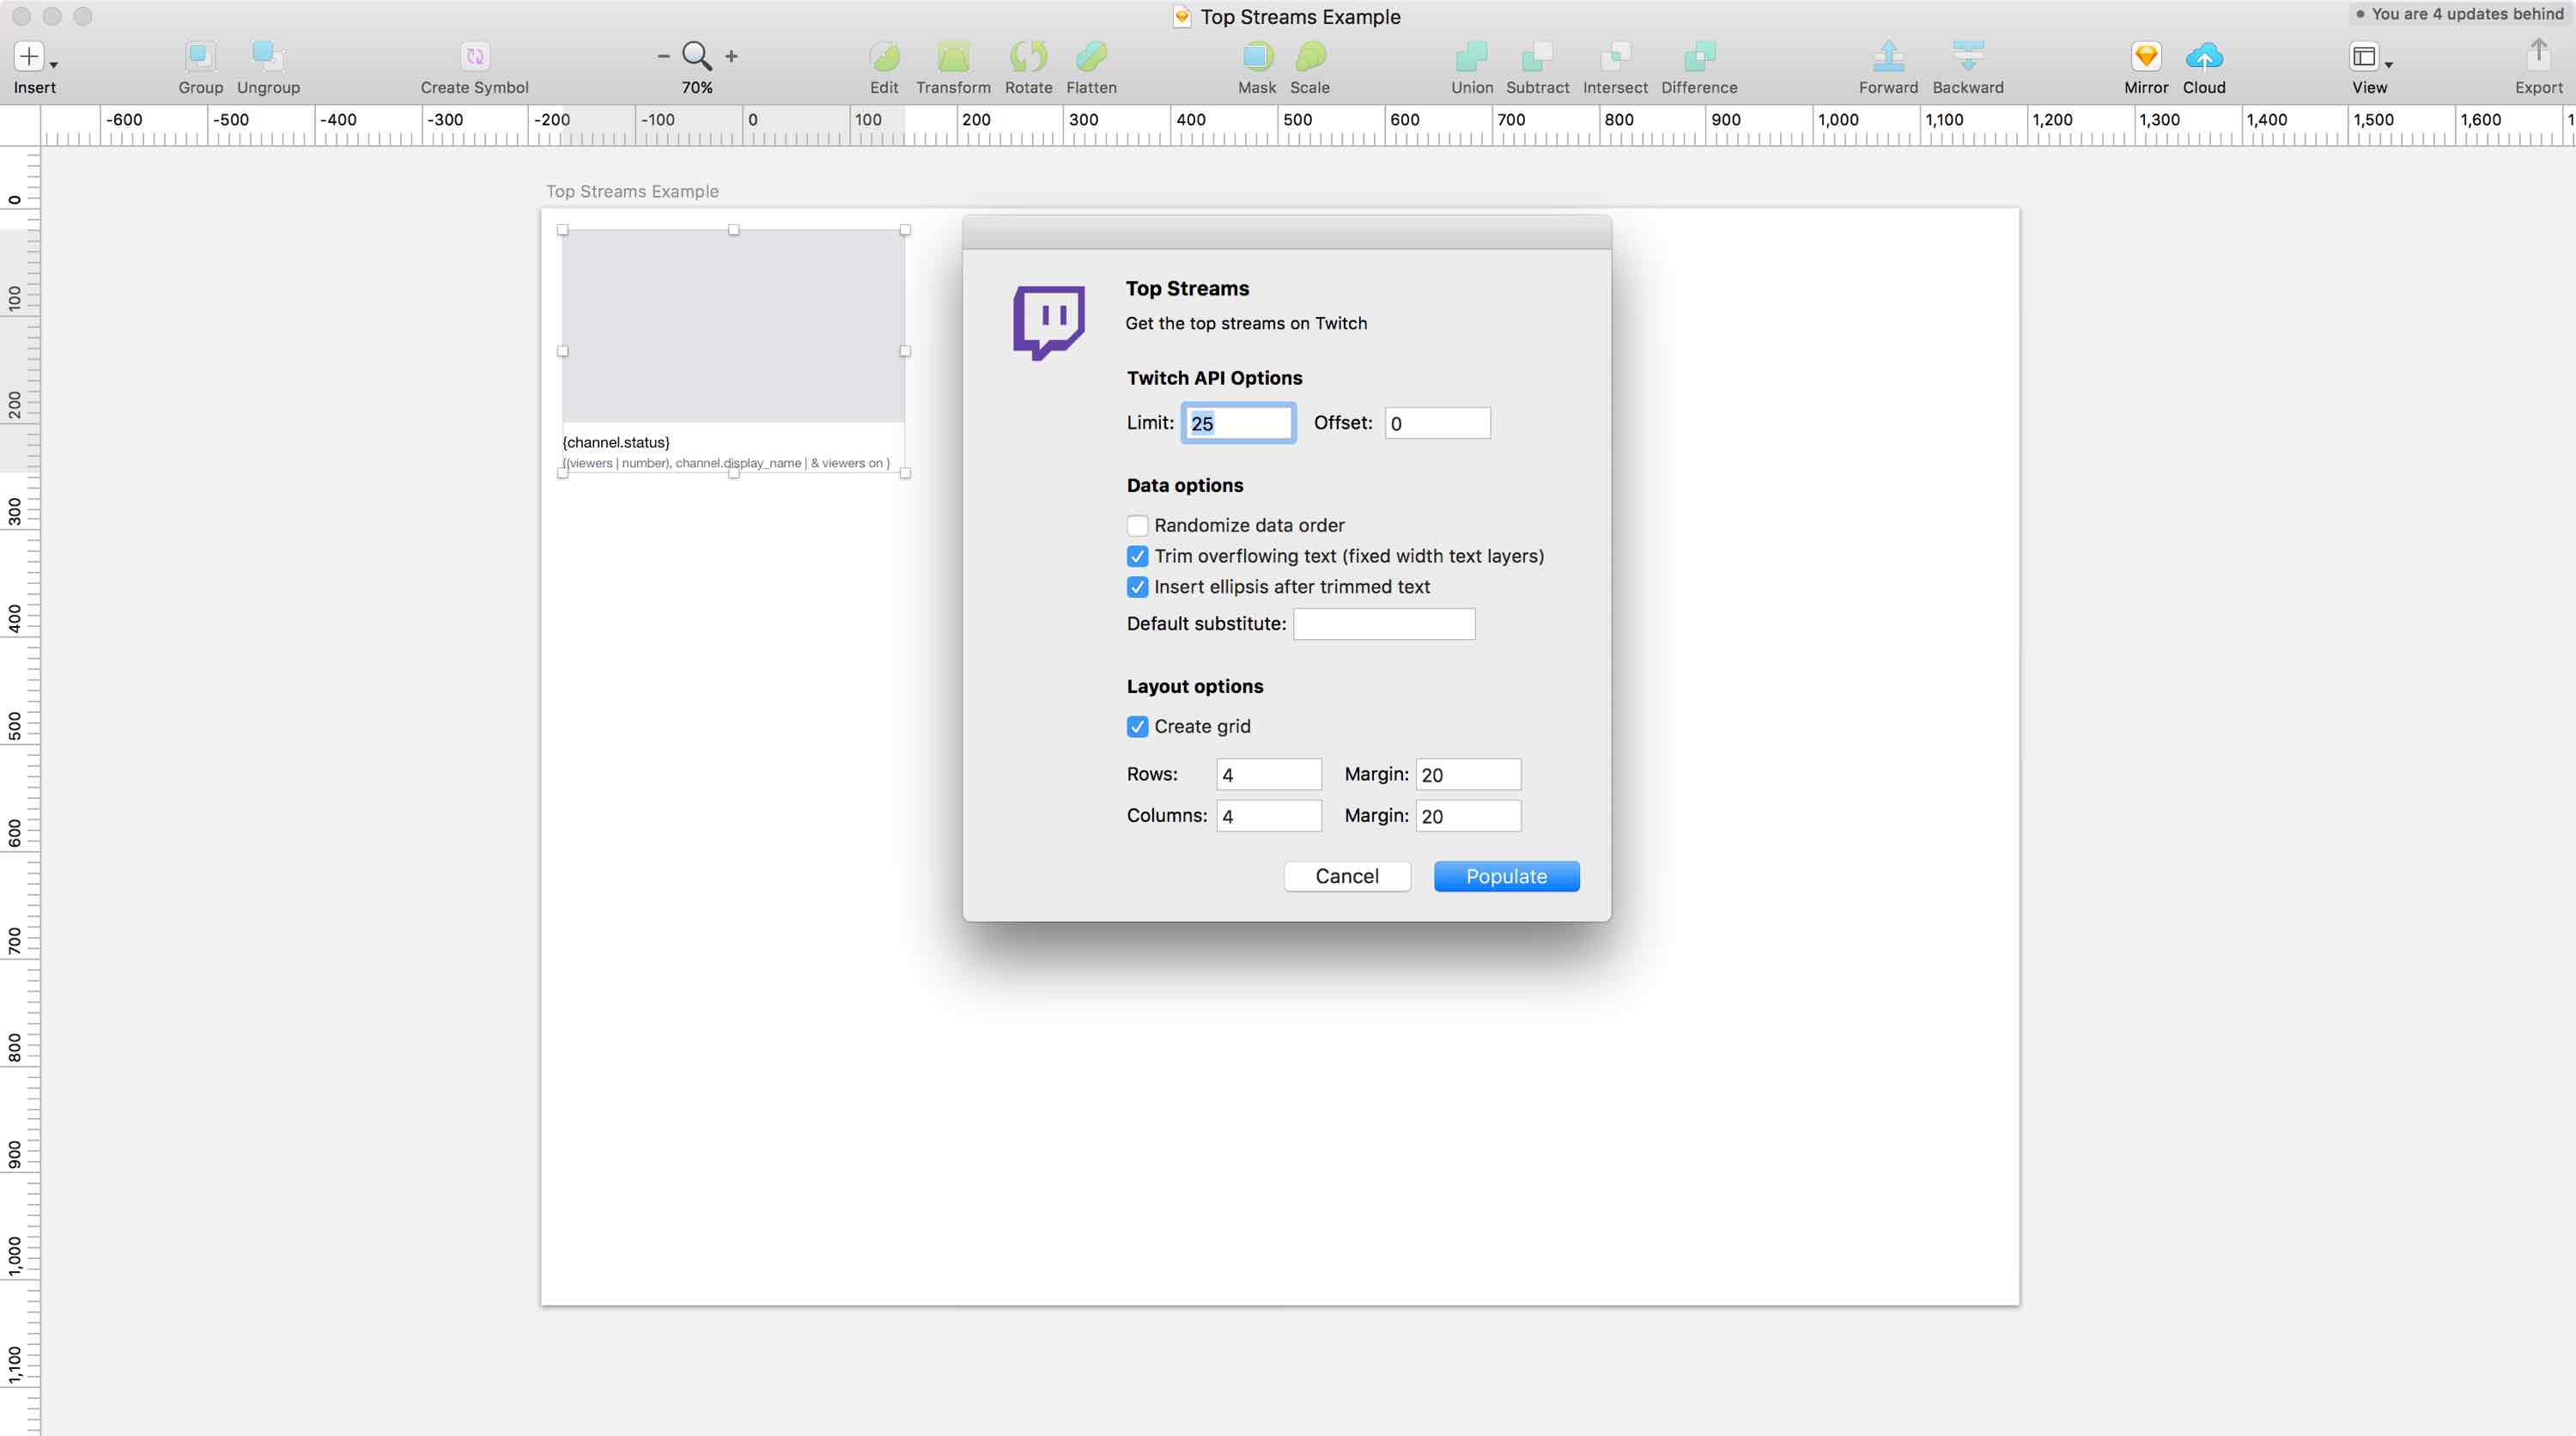 Top Streams Example
You are 4 updates behind
Insert
Group
Ungroup
Create Symbol
70%
Edit
Transform
Rotate
Flatten
Mask
Scale
Union
Subtract
Intersect
Difference
Forward
Backward
Mirror
Cloud
View
Export
-600 -500 -400 -300 -200 -100 0 100 200 300 400 500 600 700 800 900 1,000 1,100 1,200 1,300 1,400 1,500 1,600
0
100
200
300
400
500
600
700
800
900
1,000
1,100
Top Streams Example
{channel.status}
{(viewers | number), channel.display_name | & viewers on }
Top Streams
Get the top streams on Twitch
Twitch API Options
Limit: 25 Offset: 0
Data options
Randomize data order
Trim overflowing text (fixed width text layers)
Insert ellipsis after trimmed text
Default substitute:
Layout options
Create grid
Rows: 4 Margin: 20
Columns: 4 Margin: 20
Cancel Populate